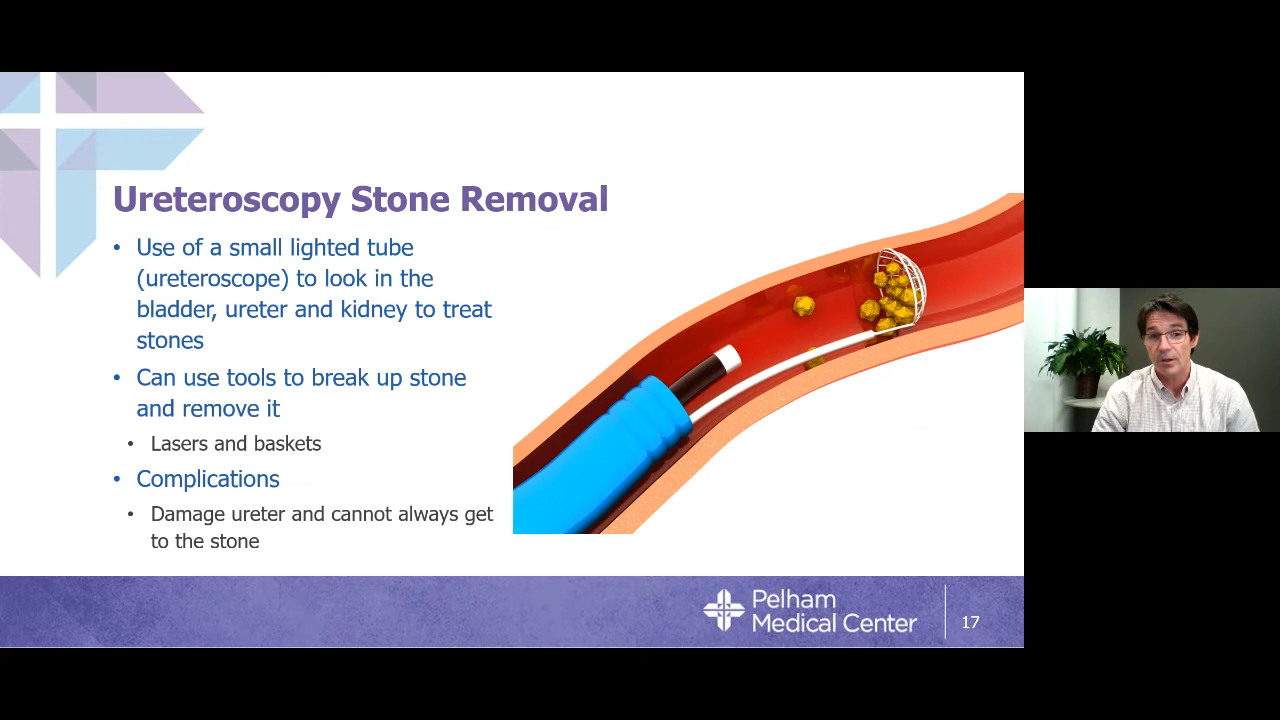 Ureteroscopy Stone Removal
• Use of a small lighted tube
(ureteroscope) to look in the
bladder, ureter and kidney to treat
stones
• Can use tools to break up stone
and remove it
• Lasers and baskets
• Complications
• Damage ureter and cannot always get
to the stone
Pelham
Medical Center
17